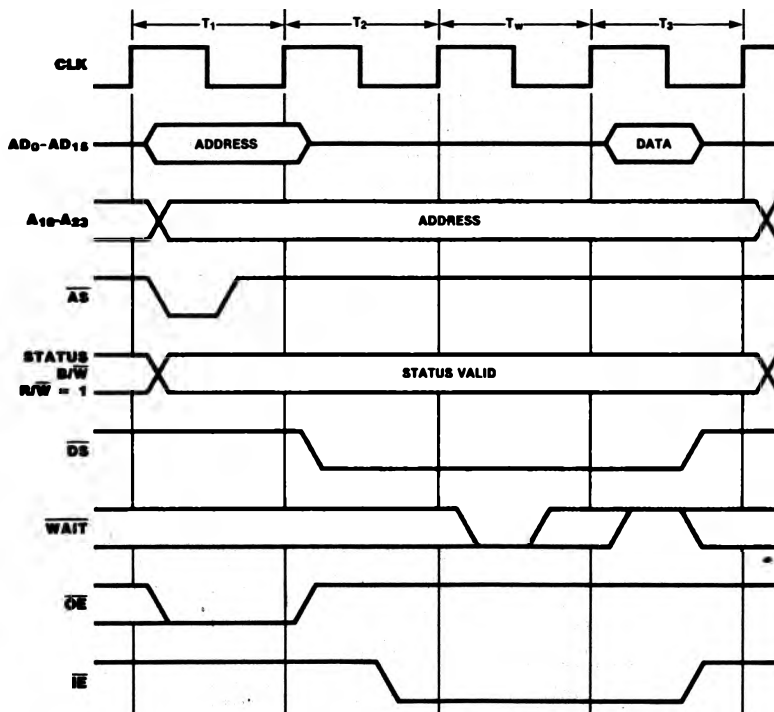 T1 T2 Tw T3
CLK
AD0-AD15 ADDRESS DATA
A16-A23 ADDRESS
AS
STATUS
B/W STATUS VALID
R/W = 1
DS
WAIT
OE
IE